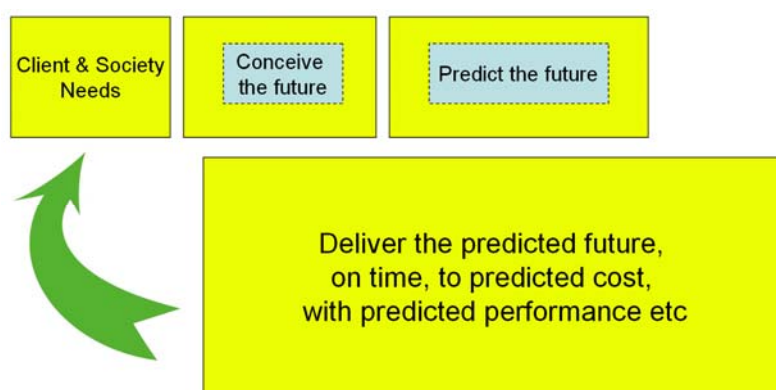 Client & Society
Needs
Conceive
the future
Predict the future
Deliver the predicted future,
on time, to predicted cost,
with predicted performance etc